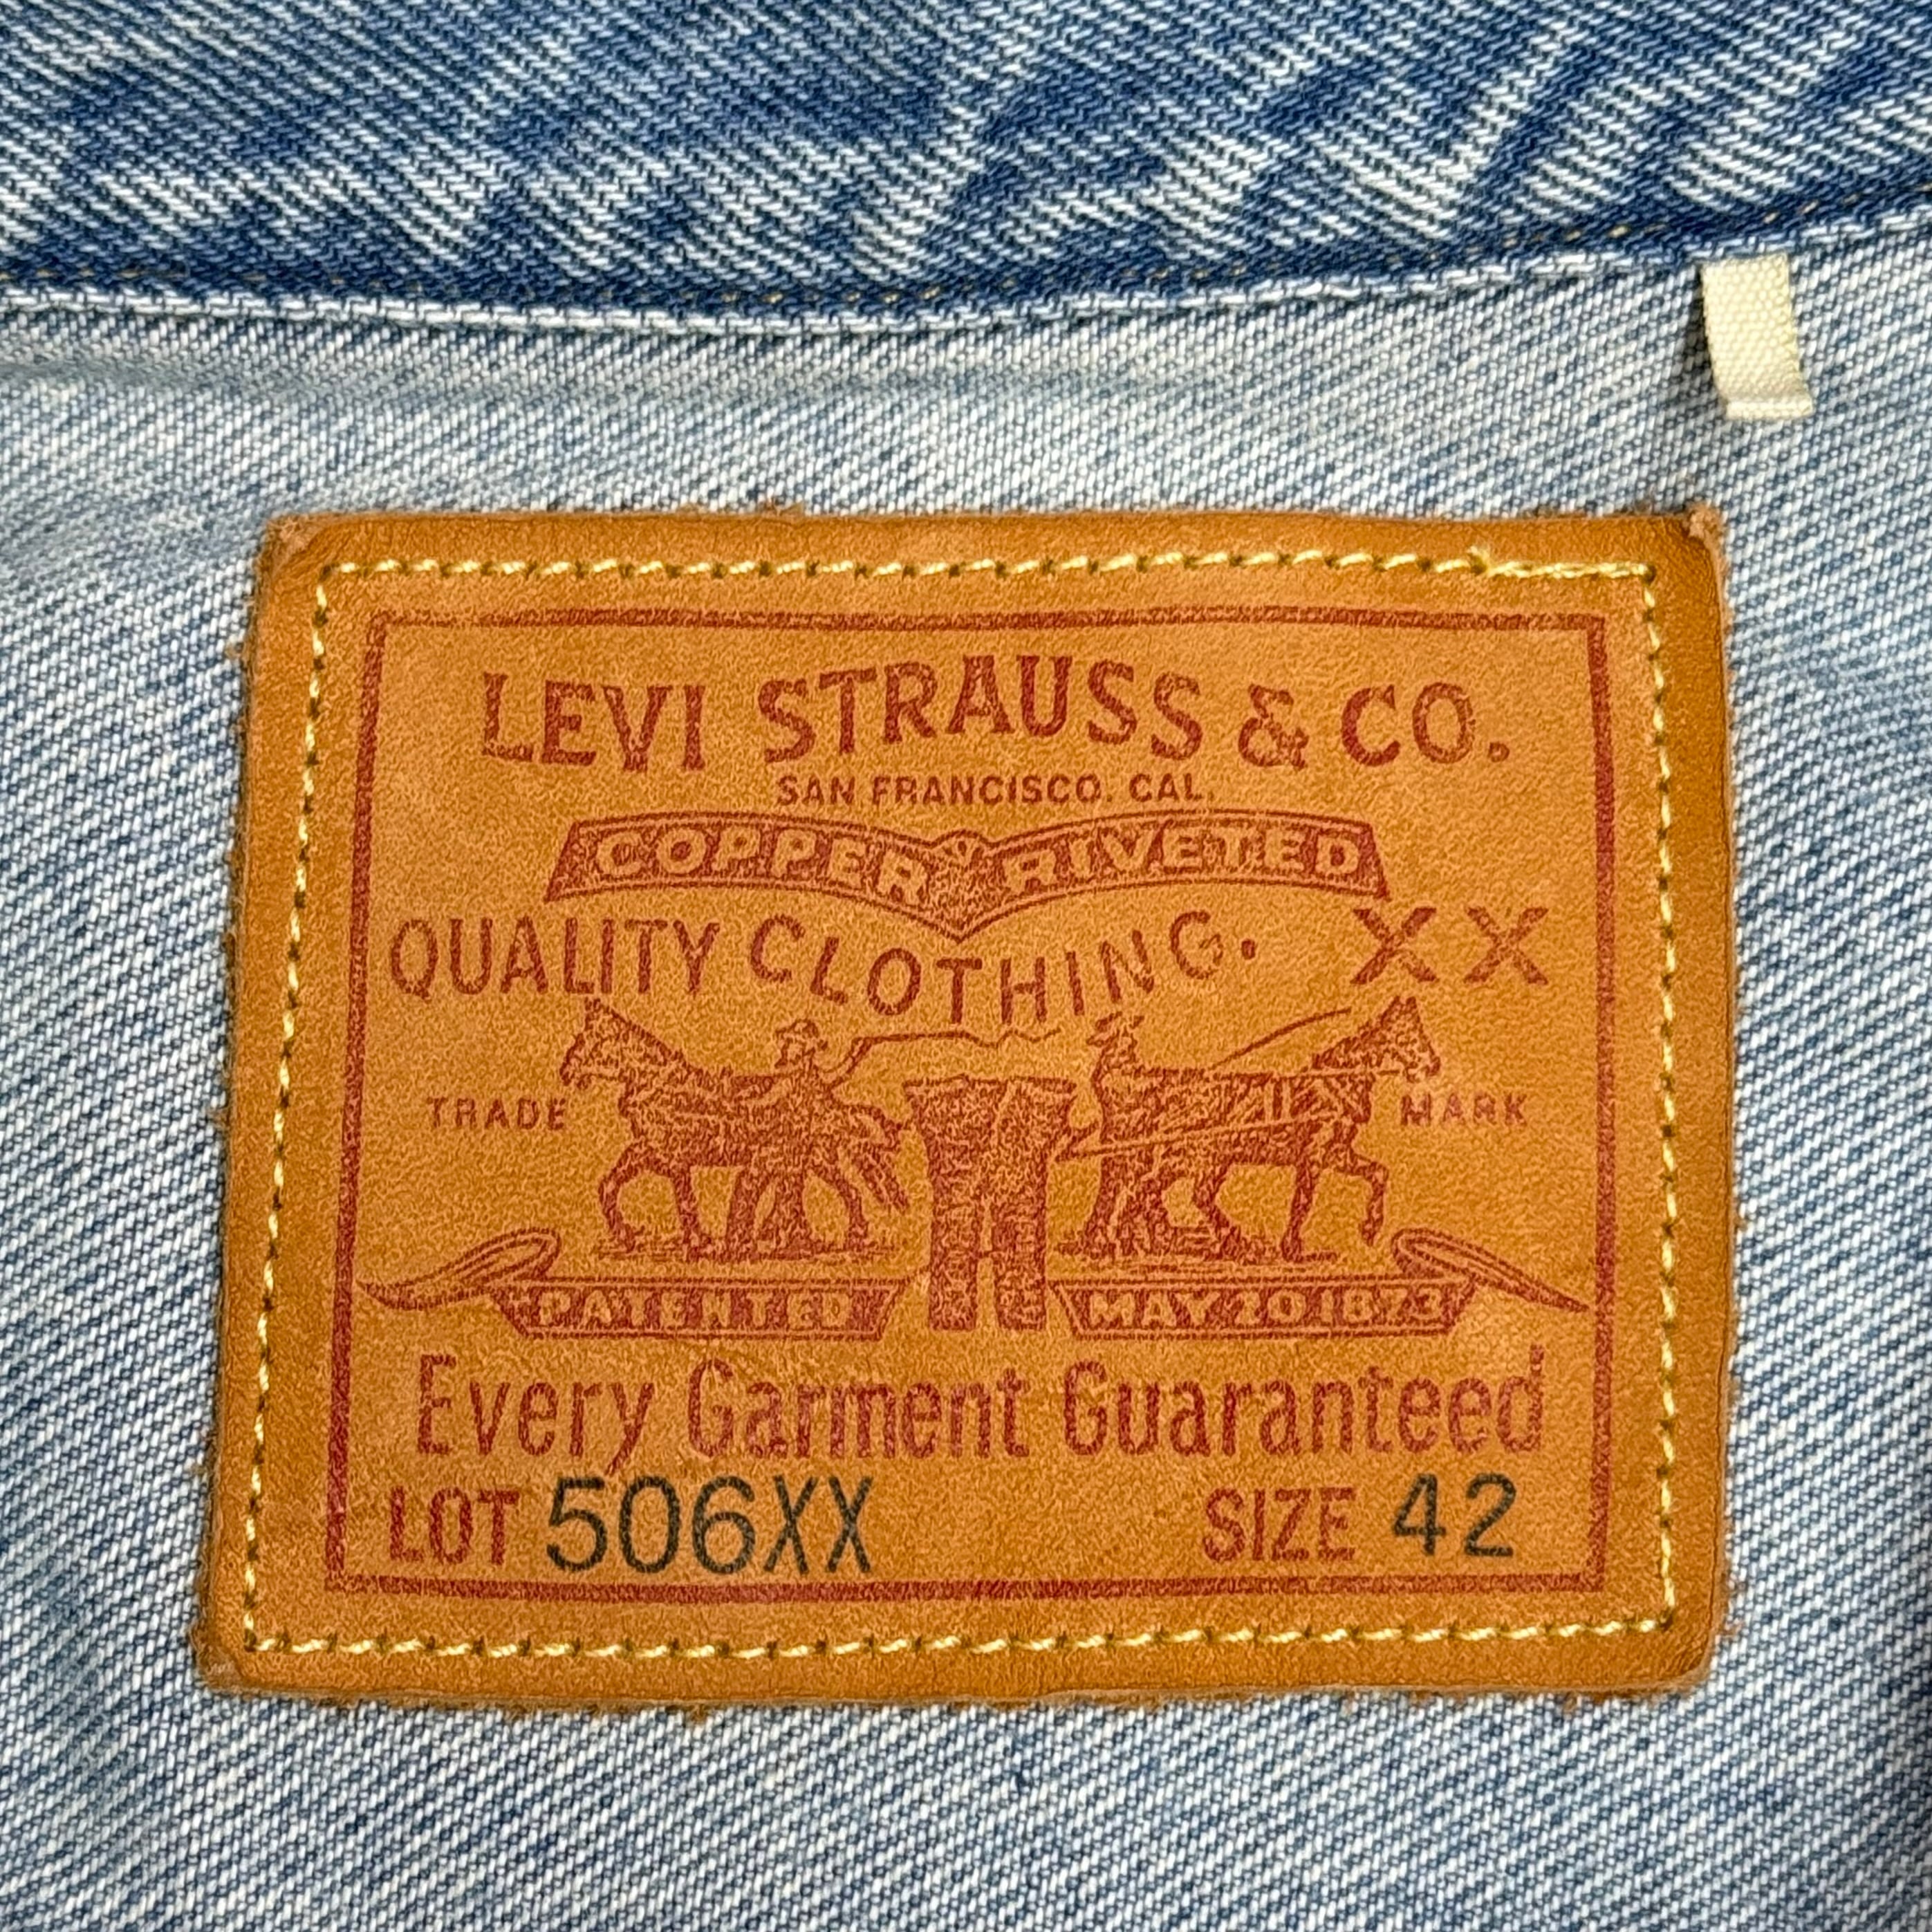 LEVI STRAUSS & CO.
SAN FRANCISCO. CAL.
COPPER RIVETED
QUALITY CLOTHING. XX
TRADE MARK
PATENTED MAY 20 1873
Every Garment Guaranteed
LOT 506XX SIZE 42